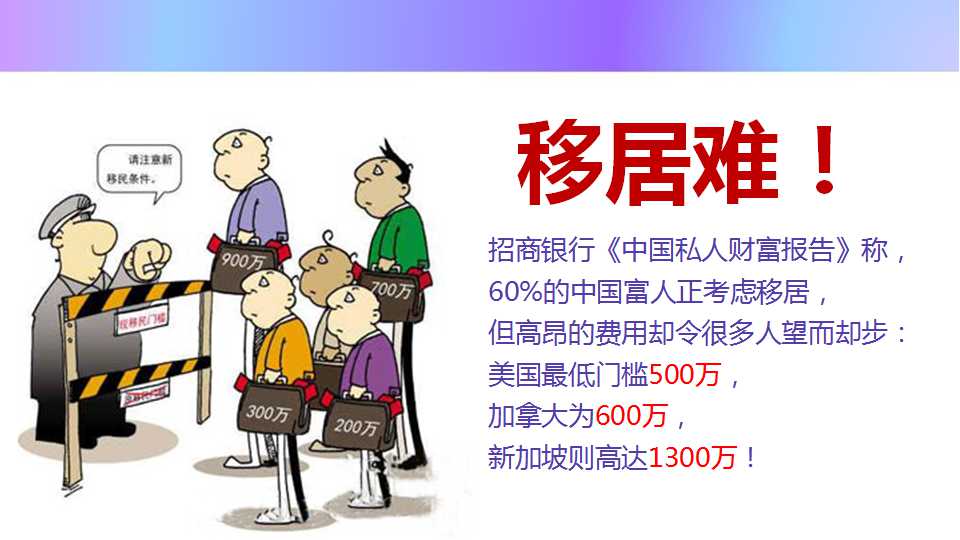 移居难！
请注意新
移民条件。
900万
700万
现移民门槛
300万
200万
招商银行《中国私人财富报告》称，
60%的中国富人正考虑移居，
但高昂的费用却令很多人望而却步：
美国最低门槛500万，
加拿大为600万，
新加坡则高达1300万！